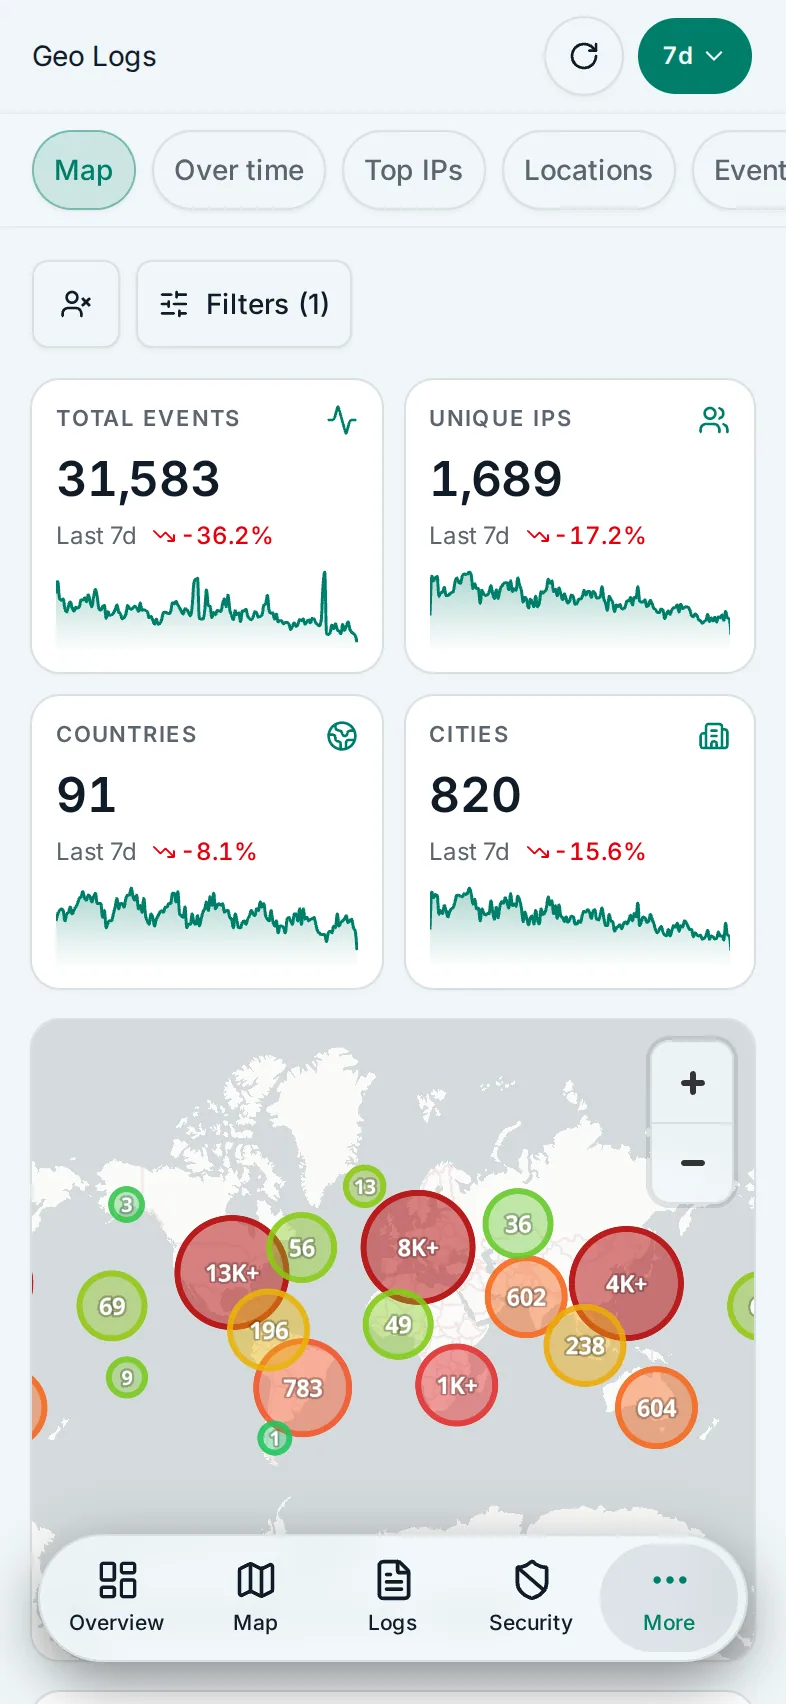 Geo Logs
7d
Map
Over time
Top IPs
Locations
Event
Filters (1)
TOTAL EVENTS
31,583
Last 7d -36.2%
UNIQUE IPS
1,689
Last 7d -17.2%
COUNTRIES
91
Last 7d -8.1%
CITIES
820
Last 7d -15.6%
+
−
13
3
36
56
8K+
13K+
4K+
602
69
49
196
238
9
1K+
783
604
1
Overview
Map
Logs
Security
More